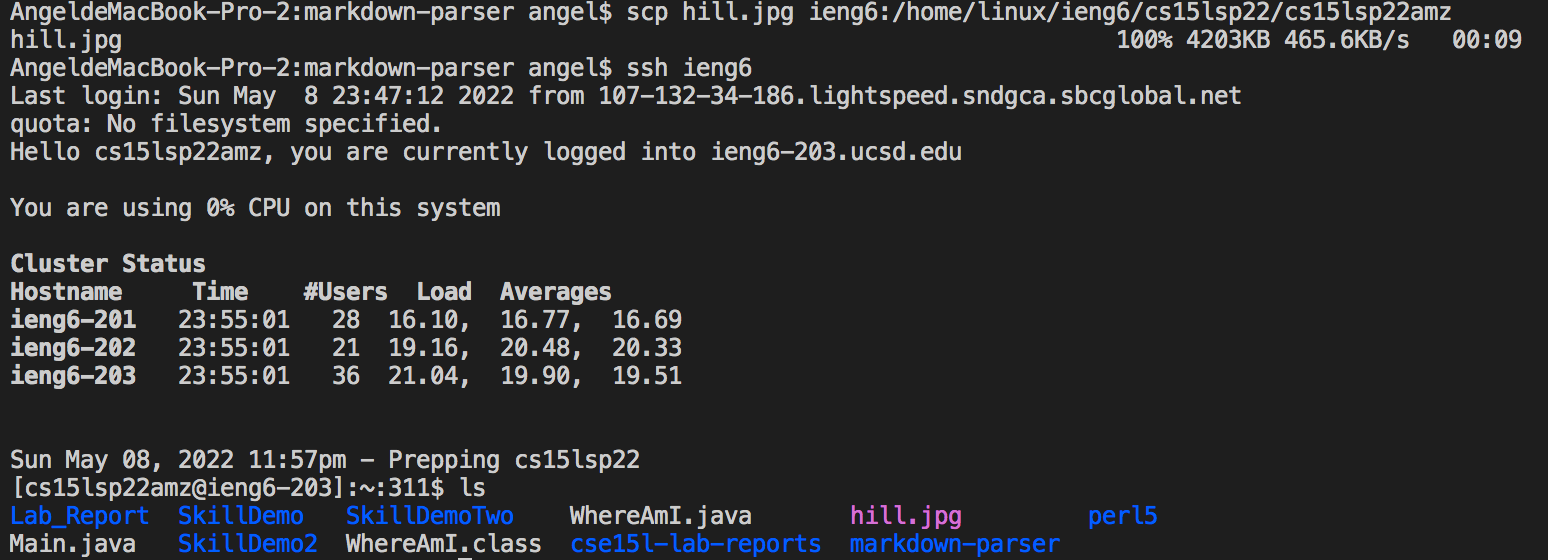 AngeldeMacBook-Pro-2:markdown-parser angel$ scp hill.jpg ieng6:/home/linux/ieng6/cs15lsp22/cs15lsp22amz
hill.jpg 100% 4203KB 465.6KB/s 00:09
AngeldeMacBook-Pro-2:markdown-parser angel$ ssh ieng6
Last login: Sun May  8 23:47:12 2022 from 107-132-34-186.lightspeed.sndgca.sbcglobal.net
quota: No filesystem specified.
Hello cs15lsp22amz, you are currently logged into ieng6-203.ucsd.edu
You are using 0% CPU on this system
Cluster Status
Hostname     Time    #Users  Load  Averages
ieng6-201   23:55:01   28  16.10,  16.77,  16.69
ieng6-202   23:55:01   21  19.16,  20.48,  20.33
ieng6-203   23:55:01   36  21.04,  19.90,  19.51
Sun May 08, 2022 11:57pm - Prepping cs15lsp22
[cs15lsp22amz@ieng6-203]:~:311$ ls
Lab_Report  SkillDemo   SkillDemoTwo    WhereAmI.java       hill.jpg         perl5
Main.java   SkillDemo2  WhereAmI.class  cse15l-lab-reports  markdown-parser